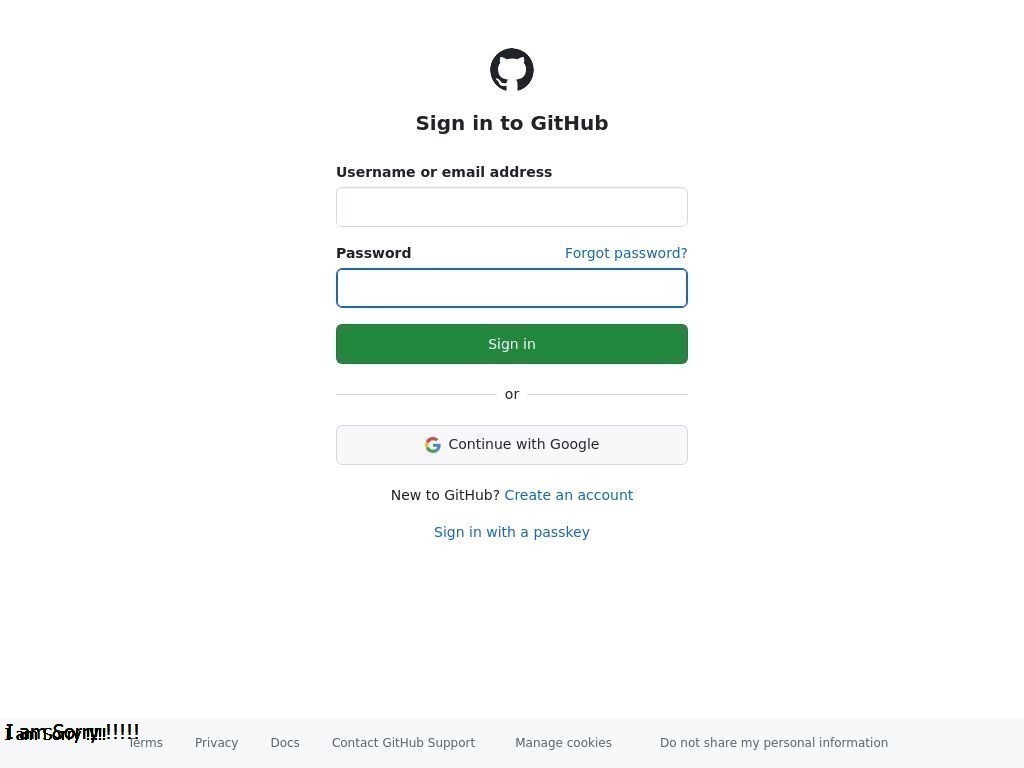 Sign in to GitHub
Username or email address
Password Forgot password?
Sign in
or
Continue with Google
New to GitHub? Create an account
Sign in with a passkey
I am Sorry !!!!!
I am Sorry !!!!!
Terms Privacy Docs Contact GitHub Support Manage cookies Do not share my personal information